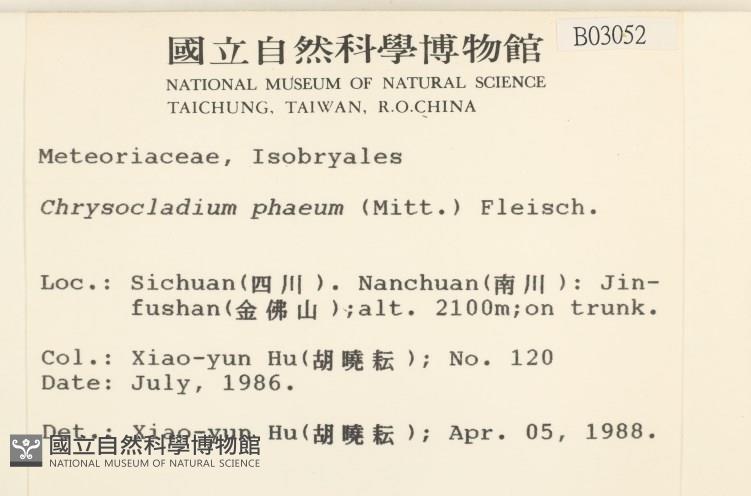 國立自然科學博物館
B03052
NATIONAL MUSEUM OF NATURAL SCIENCE
TAICHUNG, TAIWAN, R.O.CHINA
Meteoriaceae, Isobryales
Chrysocladium phaeum (Mitt.) Fleisch.
Loc.: Sichuan(四川). Nanchuan(南川): Jin-
fushan(金佛山);alt. 2100m;on trunk.
Col.: Xiao-yun Hu(胡曉耘); No. 120
Date: July, 1986.
Det.: Xiao-yun Hu(胡曉耘); Apr. 05, 1988.
國立自然科學博物館
NATIONAL MUSEUM OF NATURAL SCIENCE